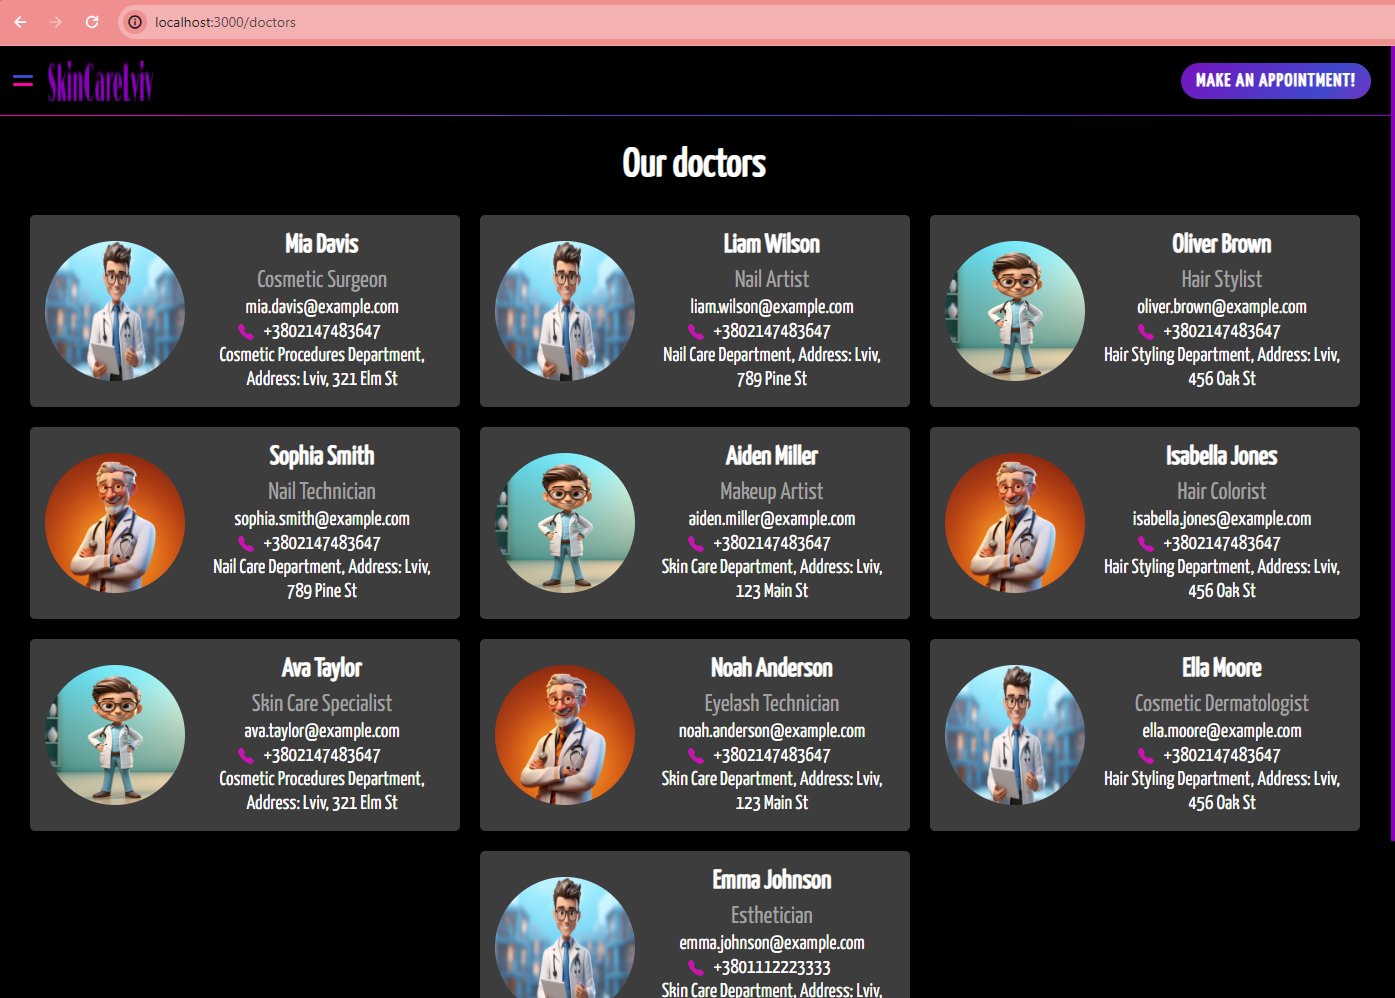 localhost:3000/doctors
SkinCareLviv
MAKE AN APPOINTMENT!
Our doctors
Mia Davis
Cosmetic Surgeon
mia.davis@example.com
+3802147483647
Cosmetic Procedures Department,
Address: Lviv, 321 Elm St
Liam Wilson
Nail Artist
liam.wilson@example.com
+3802147483647
Nail Care Department, Address: Lviv,
789 Pine St
Oliver Brown
Hair Stylist
oliver.brown@example.com
+3802147483647
Hair Styling Department, Address: Lviv,
456 Oak St
Sophia Smith
Nail Technician
sophia.smith@example.com
+3802147483647
Nail Care Department, Address: Lviv,
789 Pine St
Aiden Miller
Makeup Artist
aiden.miller@example.com
+3802147483647
Skin Care Department, Address: Lviv,
123 Main St
Isabella Jones
Hair Colorist
isabella.jones@example.com
+3802147483647
Hair Styling Department, Address: Lviv,
456 Oak St
Ava Taylor
Skin Care Specialist
ava.taylor@example.com
+3802147483647
Cosmetic Procedures Department,
Address: Lviv, 321 Elm St
Noah Anderson
Eyelash Technician
noah.anderson@example.com
+3802147483647
Skin Care Department, Address: Lviv,
123 Main St
Ella Moore
Cosmetic Dermatologist
ella.moore@example.com
+3802147483647
Hair Styling Department, Address: Lviv,
456 Oak St
Emma Johnson
Esthetician
emma.johnson@example.com
+3801112223333
Skin Care Department, Address: Lviv,